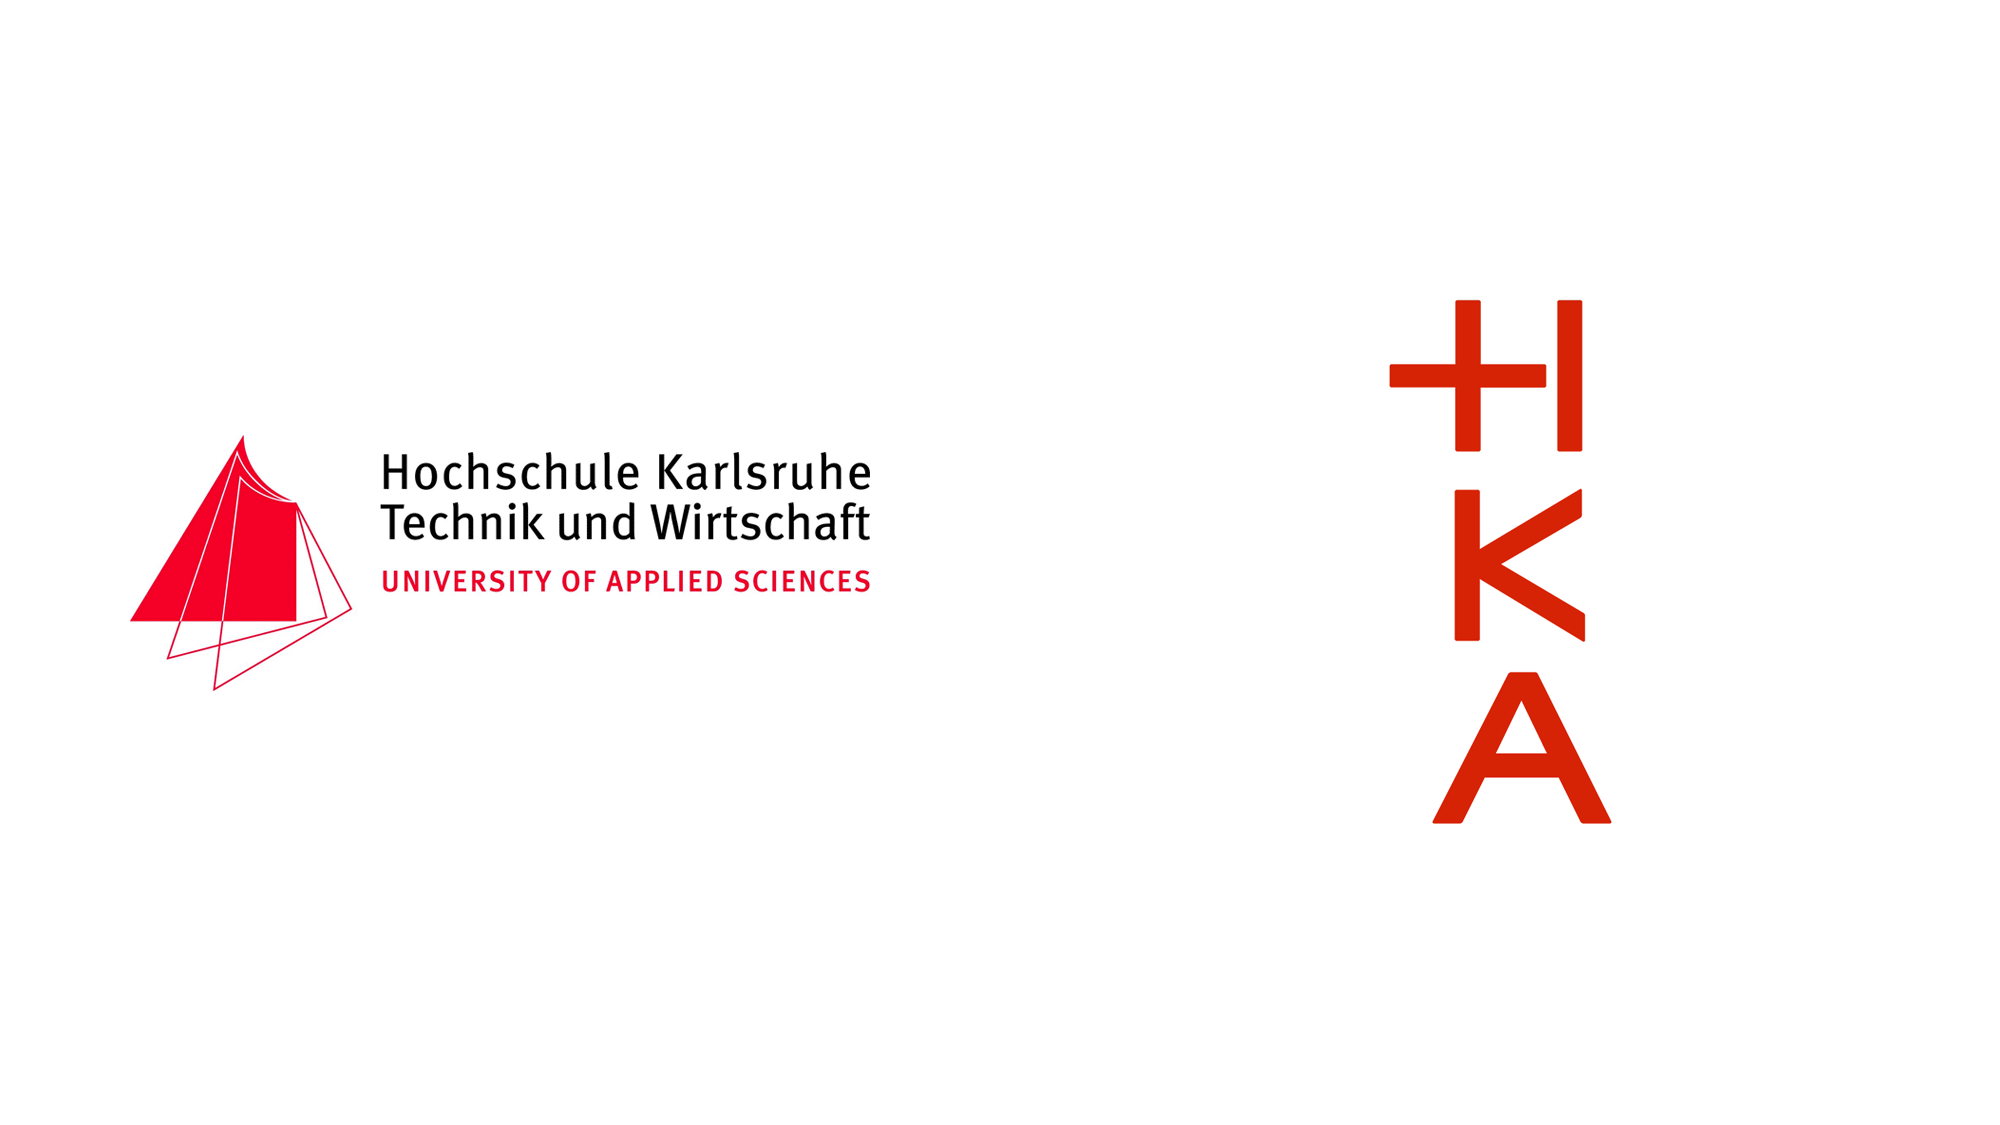 Hochschule Karlsruhe
Technik und Wirtschaft
UNIVERSITY OF APPLIED SCIENCES
H
K
A